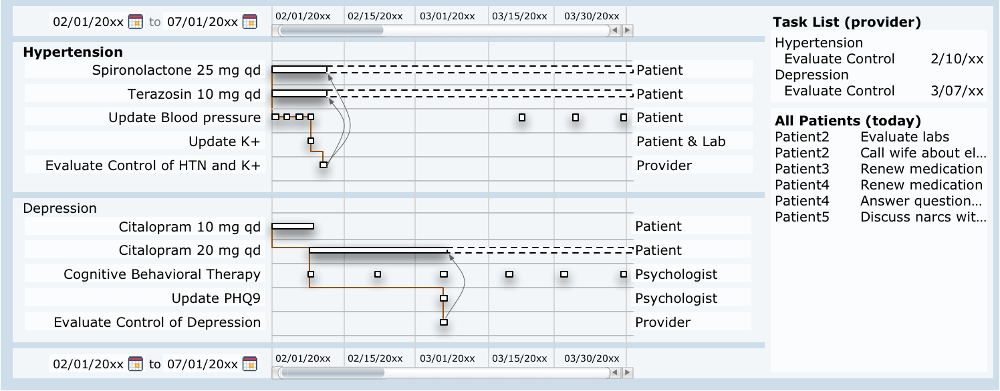 02/01/20xx to 07/01/20xx
02/01/20xx 02/15/20xx 03/01/20xx 03/15/20xx 03/30/20xx
Hypertension
Spironolactone 25 mg qd Patient
Terazosin 10 mg qd Patient
Update Blood pressure Patient
Update K+ Patient & Lab
Evaluate Control of HTN and K+ Provider
Depression
Citalopram 10 mg qd Patient
Citalopram 20 mg qd Patient
Cognitive Behavioral Therapy Psychologist
Update PHQ9 Psychologist
Evaluate Control of Depression Provider
02/01/20xx to 07/01/20xx
02/01/20xx 02/15/20xx 03/01/20xx 03/15/20xx 03/30/20xx
Task List (provider)
Hypertension
Evaluate Control 2/10/xx
Depression
Evaluate Control 3/07/xx
All Patients (today)
Patient2 Evaluate labs
Patient2 Call wife about el...
Patient3 Renew medication
Patient4 Renew medication
Patient4 Answer question...
Patient5 Discuss narcs wit...